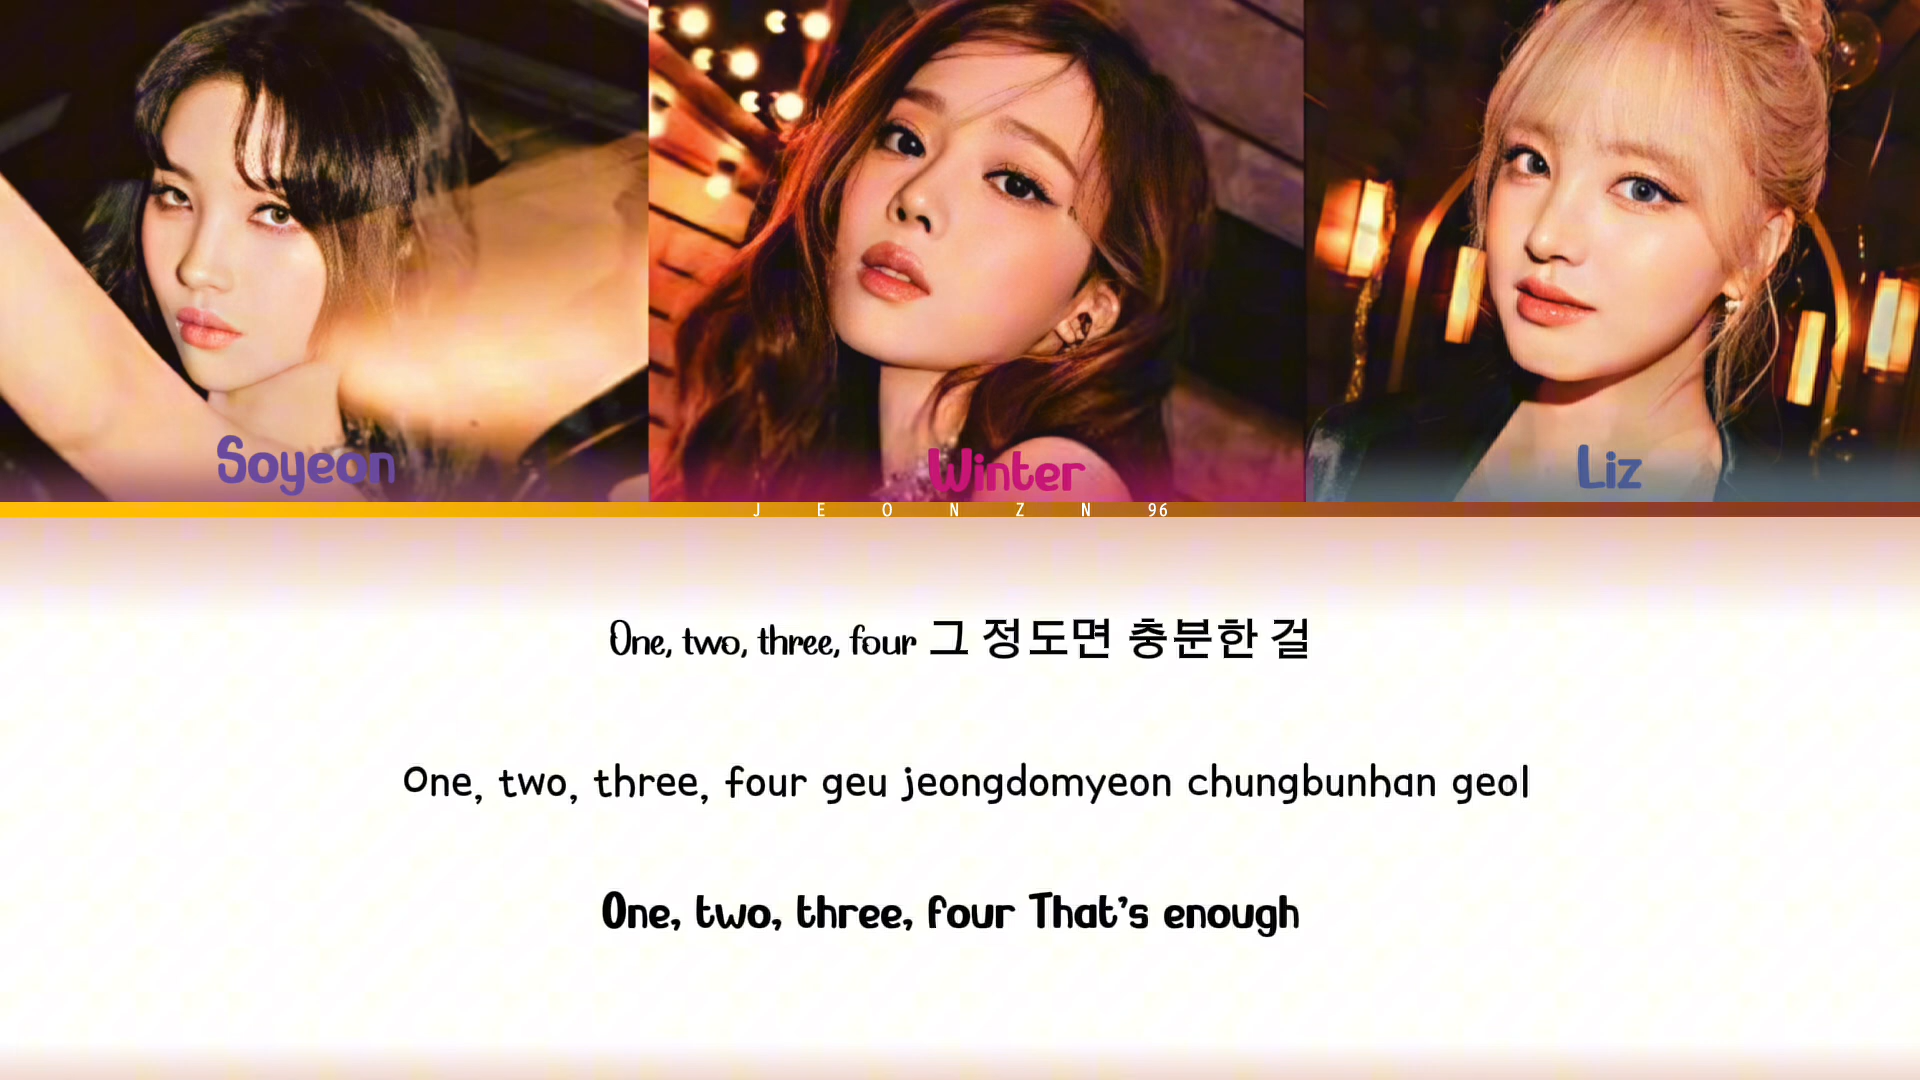 Soyeon
Winter
Liz
JEONZN96
One, two, three, four 그 정도면 충분한 걸
One, two, three, four geu jeongdomyeon chungbunhan geol
One, two, three, four That's enough